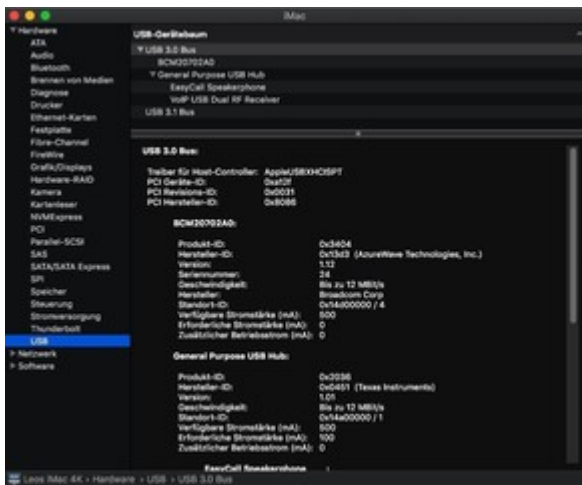 iMac
Hardware
ATA
Audio
Bluetooth
Brennen von Medien
Diagnose
Drucker
Ethernet-Karten
Festplatte
Fibre-Channel
FireWire
Grafik/Displays
Hardware-RAID
Kamera
Kartenleser
NVMExpress
PCI
Parallel-SCSI
SAS
SATA/SATA Express
SPI
Speicher
Steuerung
Stromversorgung
Thunderbolt
USB
Netzwerk
Software
USB-Gerätebaum
USB 3.0 Bus
BCM20702A0
General Purpose USB Hub
EasyCall Speakerphone
VoIP USB Dual RF Receiver
USB 3.1 Bus
USB 3.0 Bus:
Treiber für Host-Controller: AppleUSBXHCISPT
PCI Geräte-ID: 0xa12f
PCI Revisions-ID: 0x0031
PCI Hersteller-ID: 0x8086
BCM20702A0:
Produkt-ID: 0x3404
Hersteller-ID: 0x13d3 (AzureWave Technologies, Inc.)
Version: 1.12
Seriennummer: 24
Geschwindigkeit: Bis zu 12 MBit/s
Hersteller: Broadcom Corp
Standort-ID: 0x14d00000 / 4
Verfügbare Stromstärke (mA): 500
Erforderliche Stromstärke (mA): 0
Zusätzlicher Betriebsstrom (mA): 0
General Purpose USB Hub:
Produkt-ID: 0x2036
Hersteller-ID: 0x0451 (Texas Instruments)
Version: 1.01
Geschwindigkeit: Bis zu 12 MBit/s
Standort-ID: 0x14a00000 / 1
Verfügbare Stromstärke (mA): 500
Erforderliche Stromstärke (mA): 100
Zusätzlicher Betriebsstrom (mA): 0
EasyCall Speakerphone
Leos iMac 4K › Hardware › USB › USB 3.0 Bus